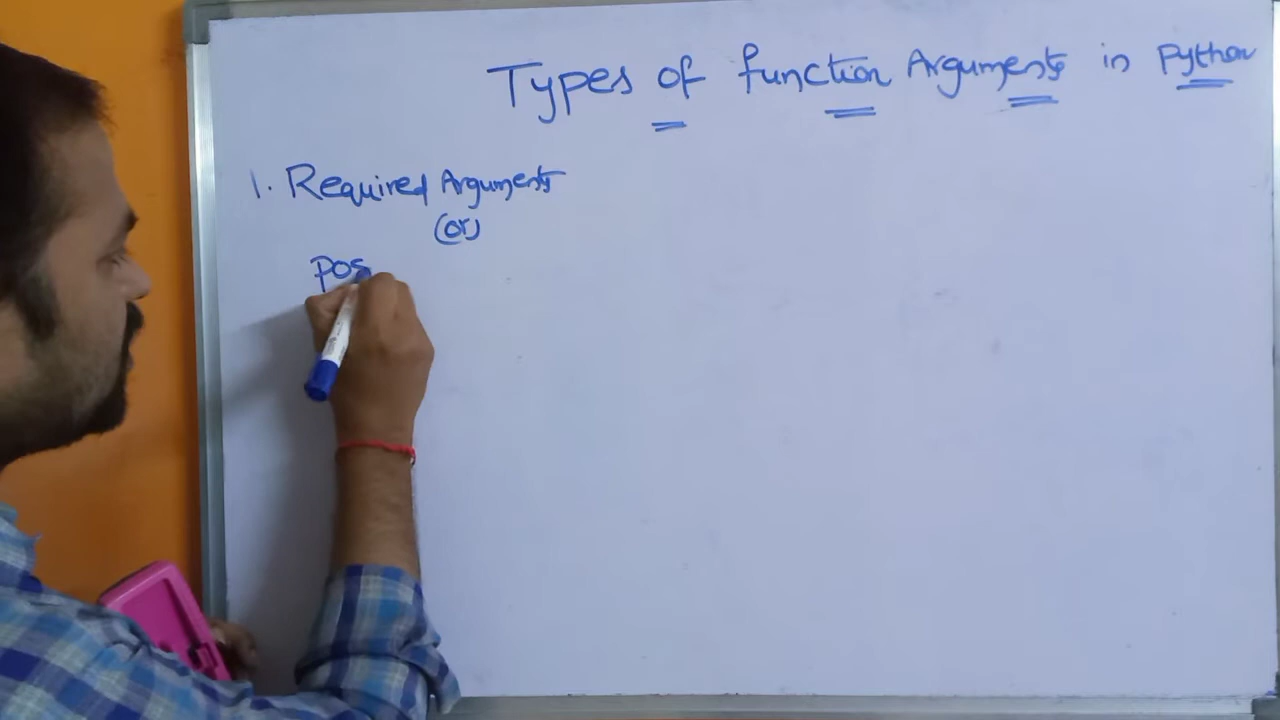 Types of function Arguments in Python
1. Required Arguments
(or)
Pos